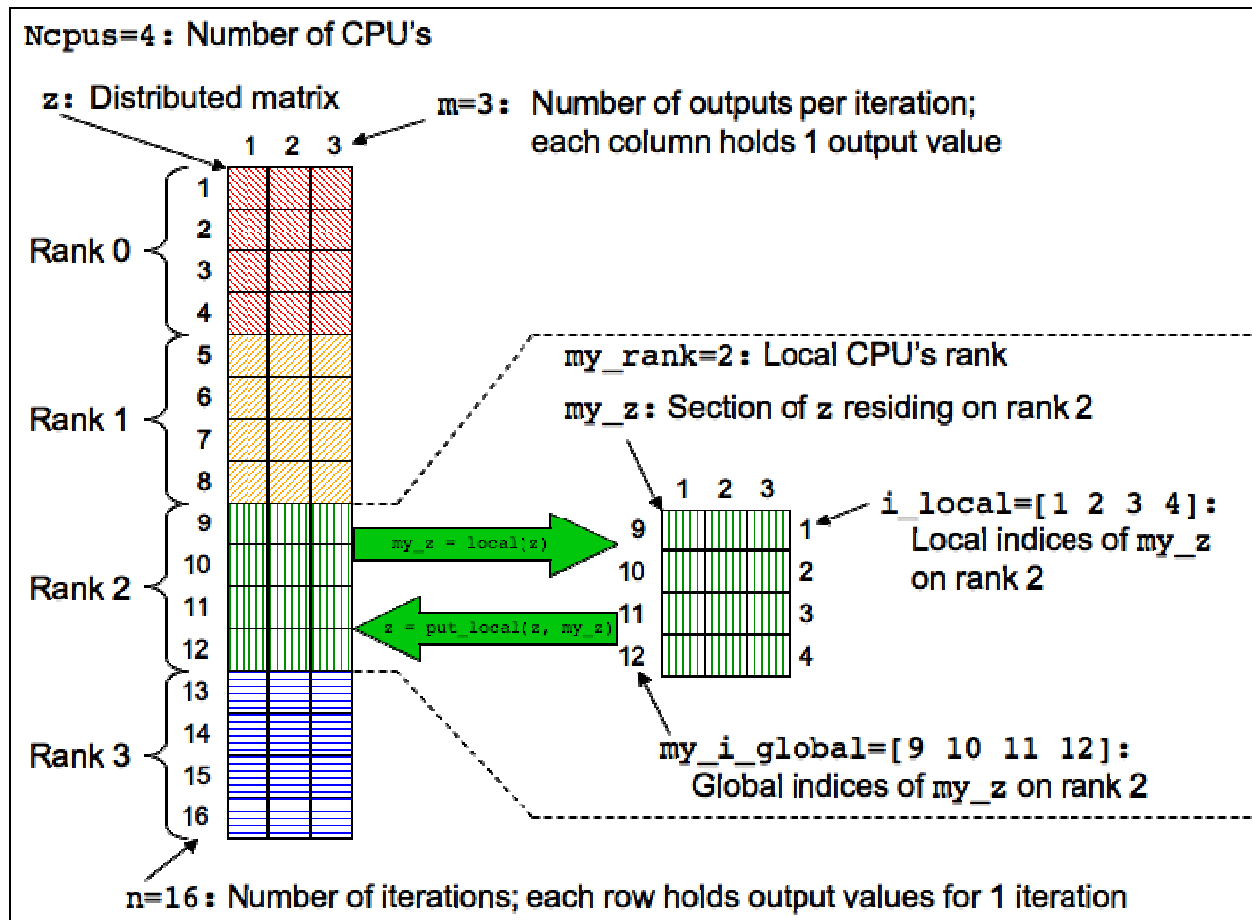 Ncpus=4: Number of CPU's
z: Distributed matrix
m=3: Number of outputs per iteration;
each column holds 1 output value
1 2 3
1
2
Rank 0
3
4
5
6
Rank 1
7
8
9
10
Rank 2
11
12
13
14
Rank 3
15
16
my_rank=2: Local CPU's rank
my_z: Section of z residing on rank 2
1 2 3
i_local=[1 2 3 4]:
Local indices of my_z
on rank 2
my_z = local(z)
z = put_local(z, my_z)
9 1
10 2
11 3
12 4
my_i_global=[9 10 11 12]:
Global indices of my_z on rank 2
n=16: Number of iterations; each row holds output values for 1 iteration